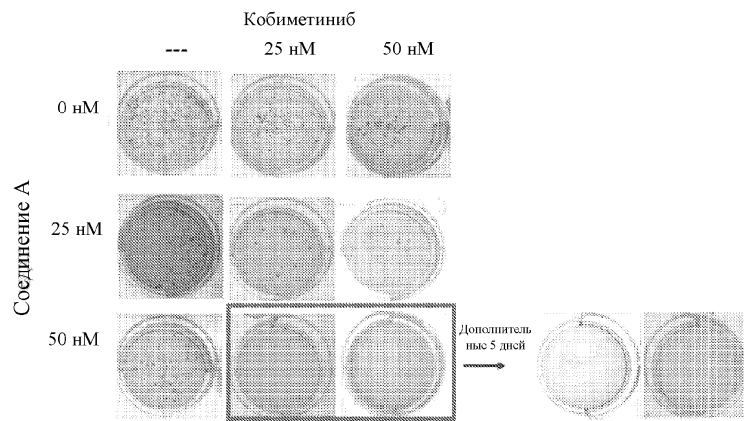 Кобиметиниб
--- 25 нМ 50 нМ
0 нМ
Соединение А
25 нМ
50 нМ
Дополнитель
ные 5 дней